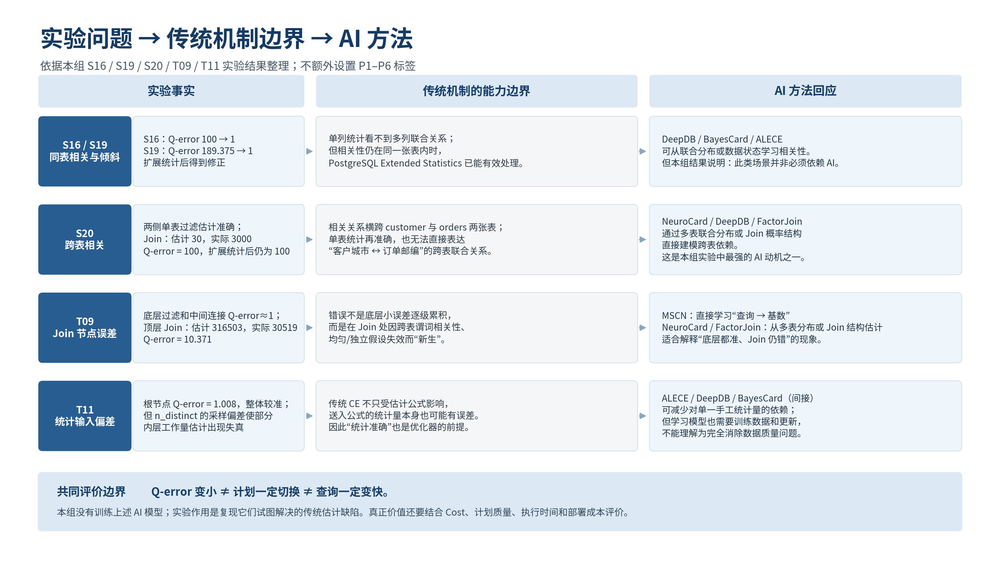 实验问题 → 传统机制边界 → AI 方法
依据本组 S16 / S19 / S20 / T09 / T11 实验结果整理；不额外设置 P1–P6 标签
实验事实
传统机制的能力边界
AI 方法回应
S16 / S19
同表相关与倾斜
S16：Q-error 100 → 1
S19：Q-error 189.375 → 1
扩展统计后得到修正
单列统计看不到多列联合关系；
但相关性仍在同一张表内时，
PostgreSQL Extended Statistics 已能有效处理。
DeepDB / BayesCard / ALECE
可从联合分布或数据状态学习相关性。
但本组结果说明：此类场景并非必须依赖 AI。
S20
跨表相关
两侧单表过滤估计准确；
Join：估计 30，实际 3000
Q-error = 100，扩展统计后仍为 100
相关关系横跨 customer 与 orders 两张表；
单表统计再准确，也无法直接表达
“客户城市 ↔ 订单邮编”的跨表联合关系。
NeuroCard / DeepDB / FactorJoin
通过多表联合分布或 Join 概率结构
直接建模跨表依赖。
这是本组实验中最强的 AI 动机之一。
T09
Join 节点误差
底层过滤和中间连接 Q-error≈1；
顶层 Join：估计 316503，实际 30519
Q-error = 10.371
错误不是底层小误差逐级累积，
而是在 Join 处因跨表谓词相关性、
均匀/独立假设失效而“新生”。
MSCN：直接学习“查询 → 基数”
NeuroCard / FactorJoin：从多表分布或 Join 结构估计
适合解释“底层都准、Join 仍错”的现象。
T11
统计输入偏差
根节点 Q-error = 1.008，整体较准；
但 n_distinct 的采样偏差使部分
内层工作量估计出现失真
传统 CE 不只受估计公式影响，
送入公式的统计量本身也可能有误差。
因此“统计准确”也是优化器的前提。
ALECE / DeepDB / BayesCard（间接）
可减少对单一手工统计量的依赖；
但学习模型也需要训练数据和更新，
不能理解为完全消除数据质量问题。
共同评价边界 Q-error 变小 ≠ 计划一定切换 ≠ 查询一定变快。
本组没有训练上述 AI 模型；实验作用是复现它们试图解决的传统估计缺陷。真正价值还要结合 Cost、计划质量、执行时间和部署成本评价。